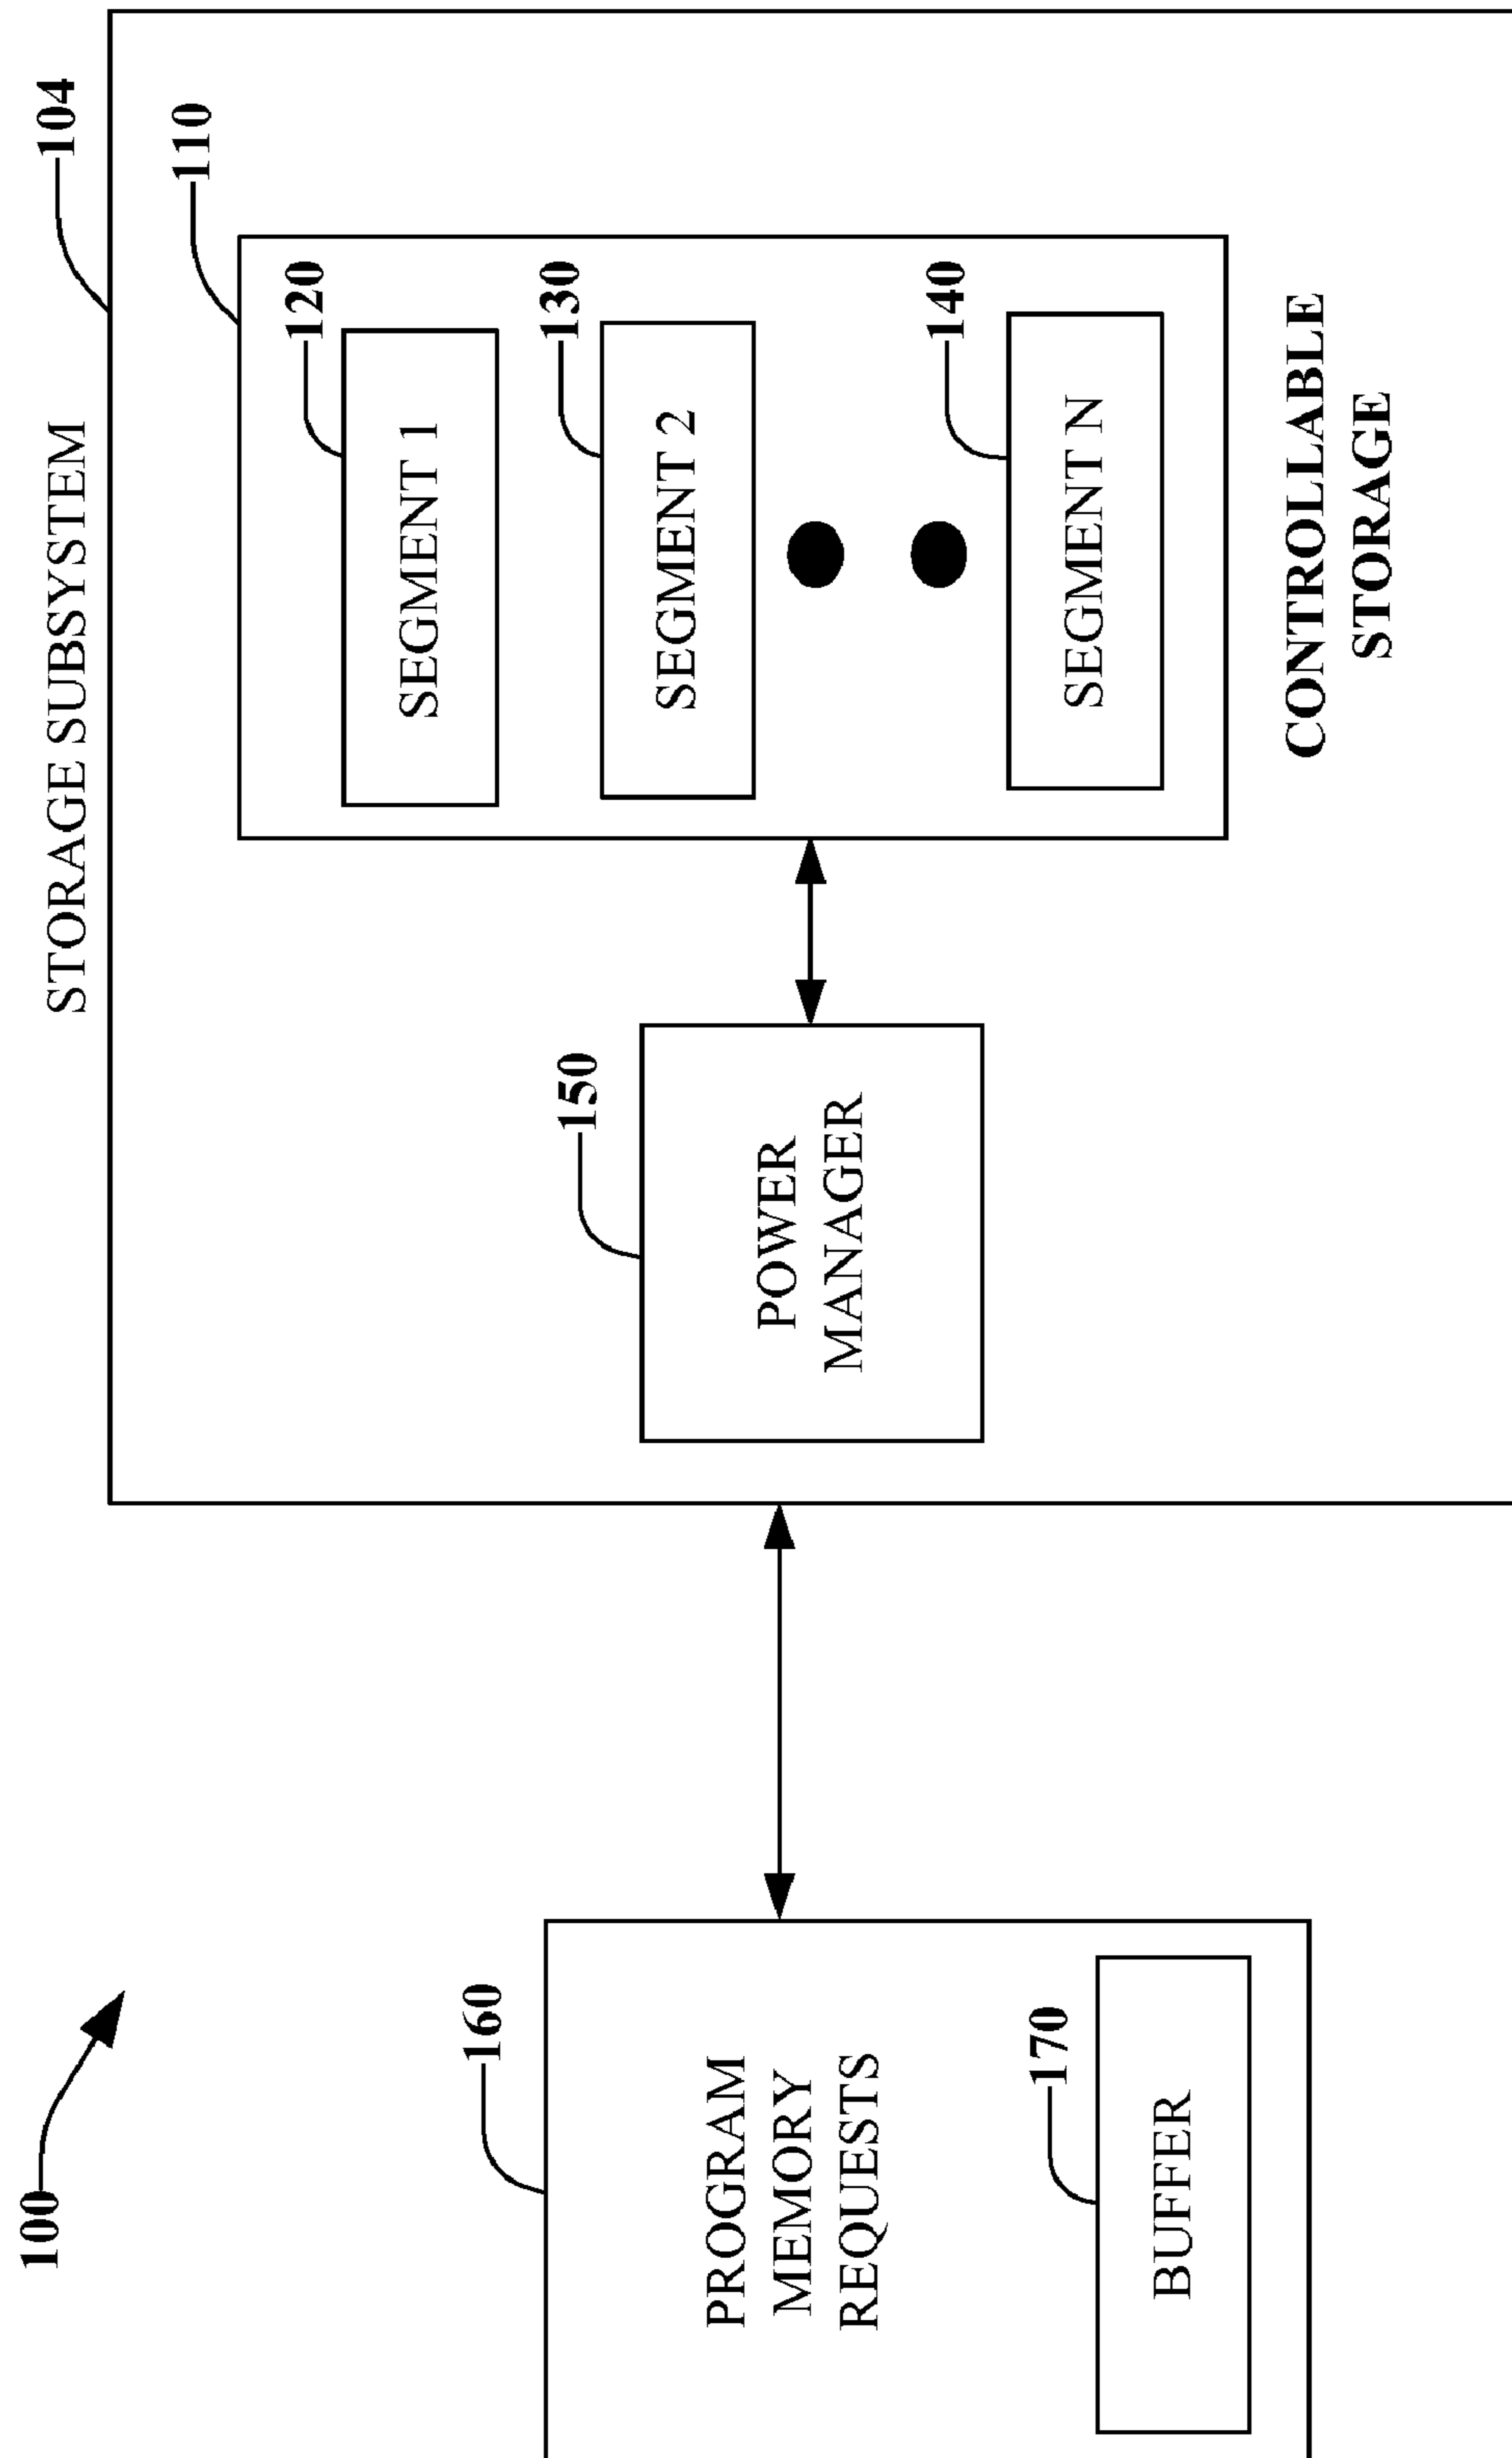 100
STORAGE SUBSYSTEM
104
110
120
SEGMENT 1
130
SEGMENT 2
140
SEGMENT N
CONTROLLABLE
STORAGE
150
POWER
MANAGER
160
PROGRAM
MEMORY
REQUESTS
170
BUFFER